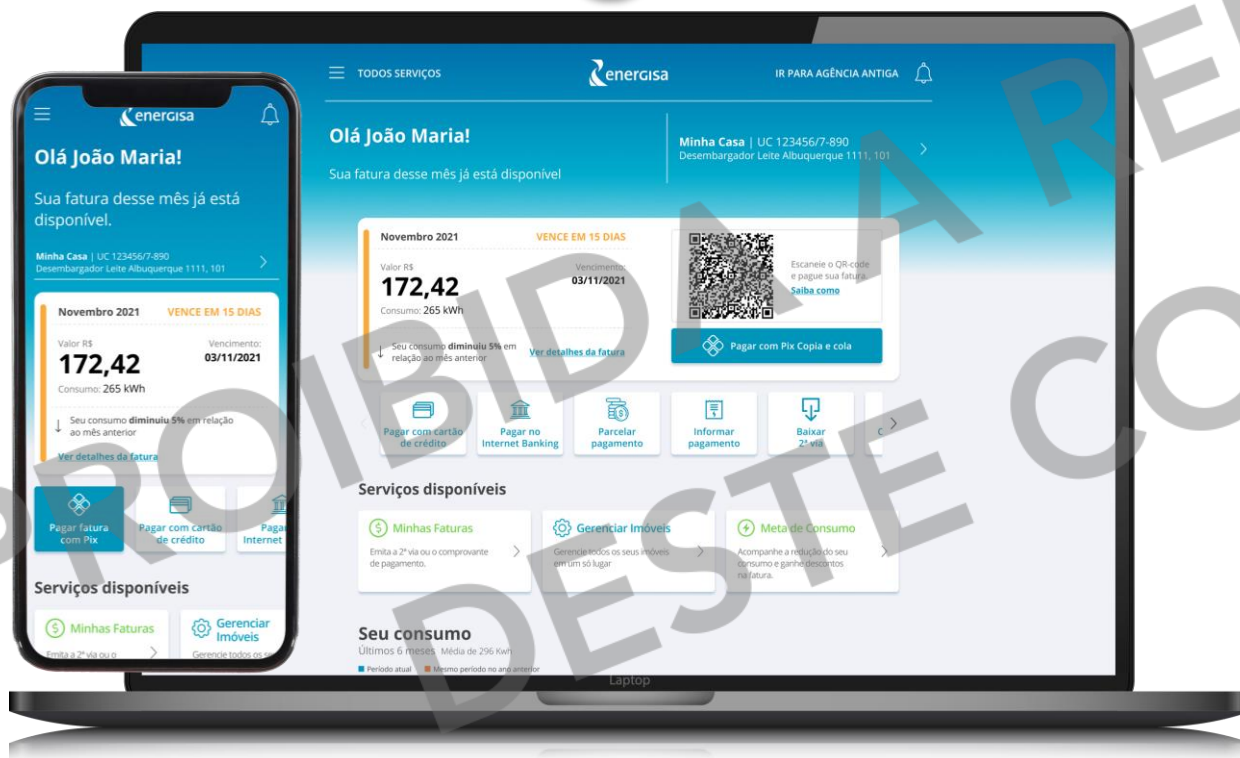 energisa
Olá João Maria!
Sua fatura desse mês já está
disponível.
Minha Casa | UC 123456/7-890
Desembargador Leite Albuquerque 1111, 101
Novembro 2021 VENCE EM 15 DIAS
Valor R$ Vencimento:
172,42 03/11/2021
Consumo: 265 kWh
↓ Seu consumo diminuiu 5% em relação
ao mês anterior
Ver detalhes da fatura
Pagar fatura
com Pix
Pagar com cartão
de crédito
Pagar
Internet
Serviços disponíveis
Minhas Faturas
Emita a 2ª via ou o
Gerenciar
Imóveis
Gerencie todos os se
TODOS SERVIÇOS
energisa
IR PARA AGÊNCIA ANTIGA
Olá João Maria!
Sua fatura desse mês já está disponível
Minha Casa | UC 123456/7-890
Desembargador Leite Albuquerque 1111, 101
Novembro 2021 VENCE EM 15 DIAS
Valor R$ Vencimento:
172,42 03/11/2021
Consumo: 265 kWh
↓ Seu consumo diminuiu 5% em
relação ao mês anterior
Ver detalhes da fatura
Escaneie o QR-code
e pague sua fatura.
Saiba como
Pagar com Pix Copia e cola
Pagar com cartão
de crédito
Pagar no
Internet Banking
Parcelar
pagamento
Informar
pagamento
Baixar
2ª via
C
Serviços disponíveis
Minhas Faturas
Emita a 2ª via ou o comprovante
de pagamento.
Gerenciar Imóveis
Gerencie todos os seus imóveis
em um só lugar
Meta de Consumo
Acompanhe a redução do seu
consumo e ganhe descontos
na fatura.
Seu consumo
Últimos 6 meses Média de 296 Kwh
Período atual Mesmo período no ano anterior
Laptop
PROIBIDA A RE
DESTE CO